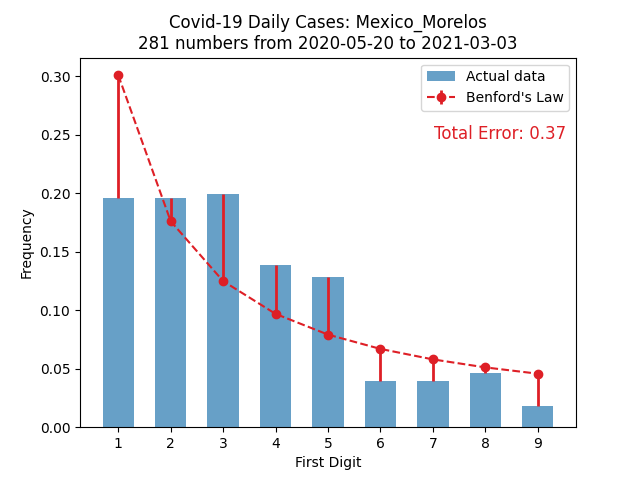 Covid-19 Daily Cases: Mexico_Morelos
281 numbers from 2020-05-20 to 2021-03-03
Actual data
Benford's Law
Total Error: 0.37
Frequency
0.30
0.25
0.20
0.15
0.10
0.05
0.00
1 2 3 4 5 6 7 8 9
First Digit